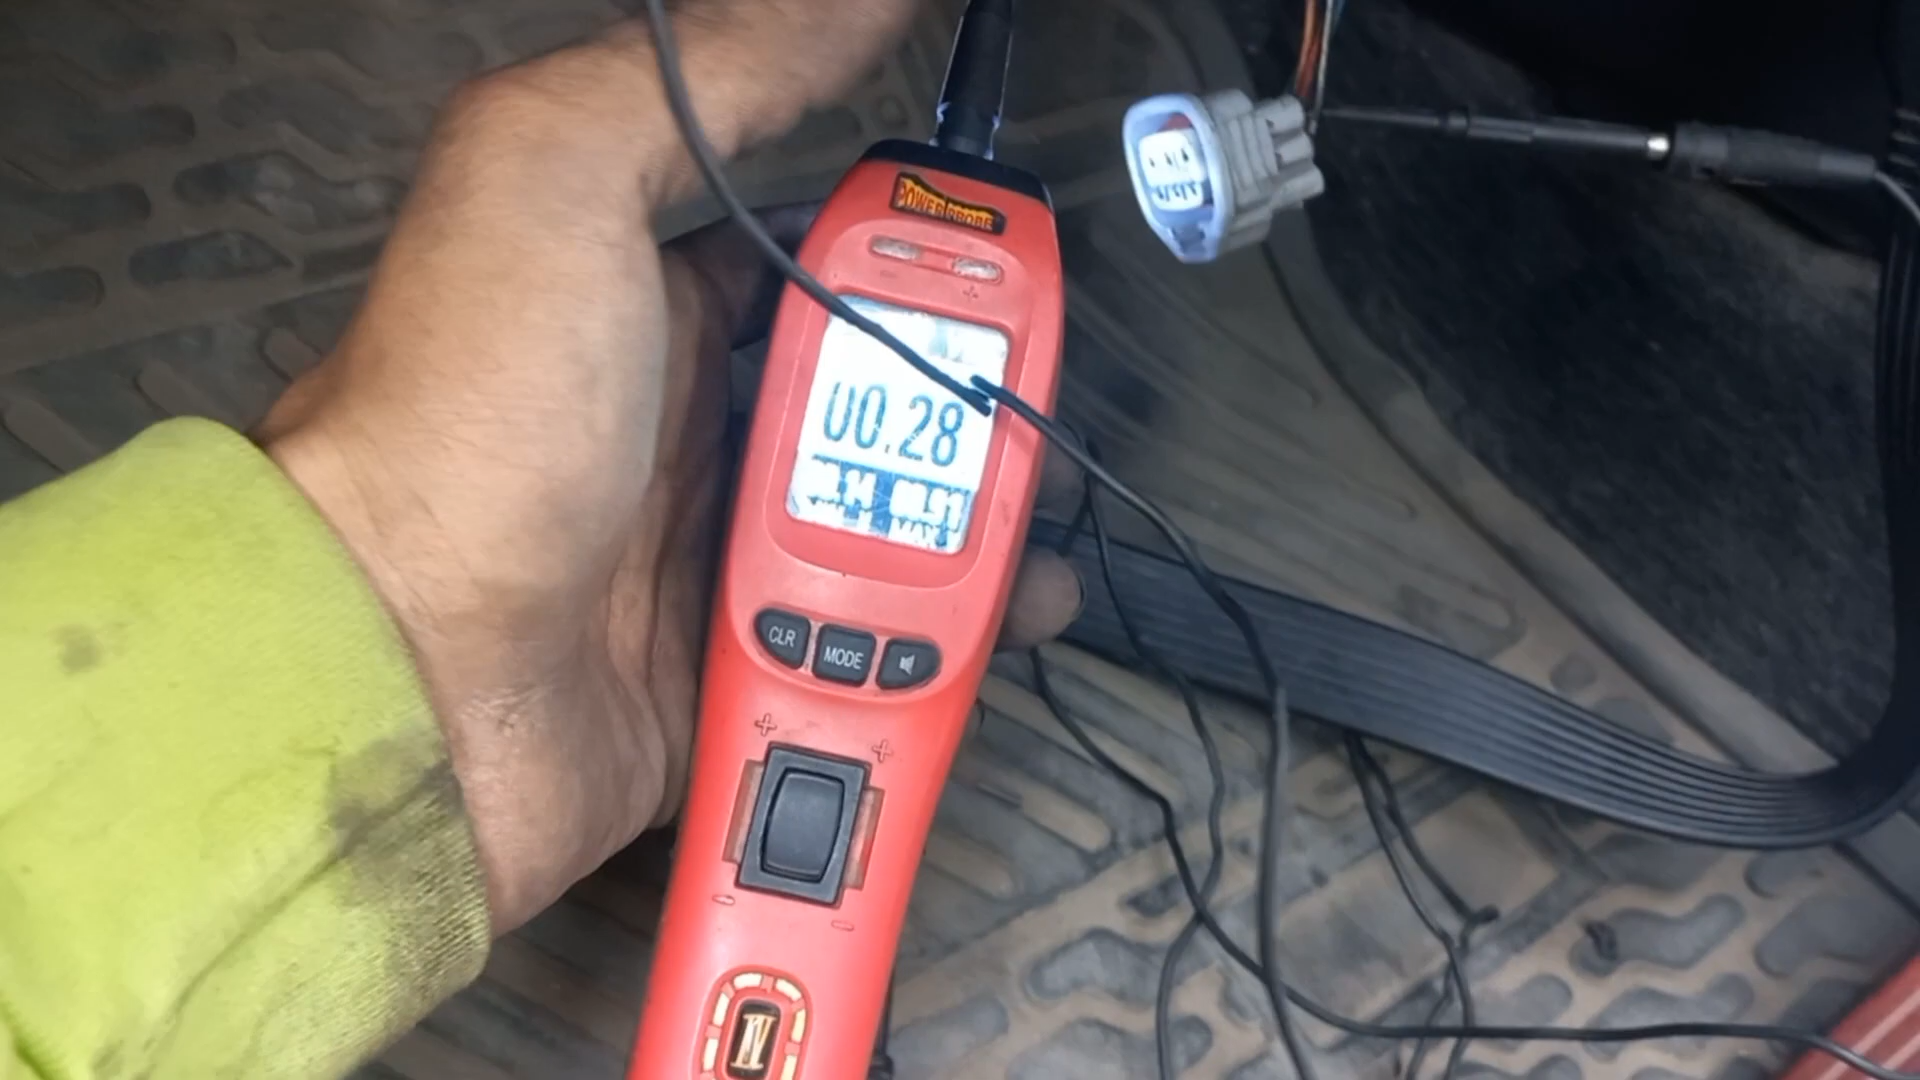 POWER PROBE
00.28
MAX
CLR MODE
+ +
- -
IV